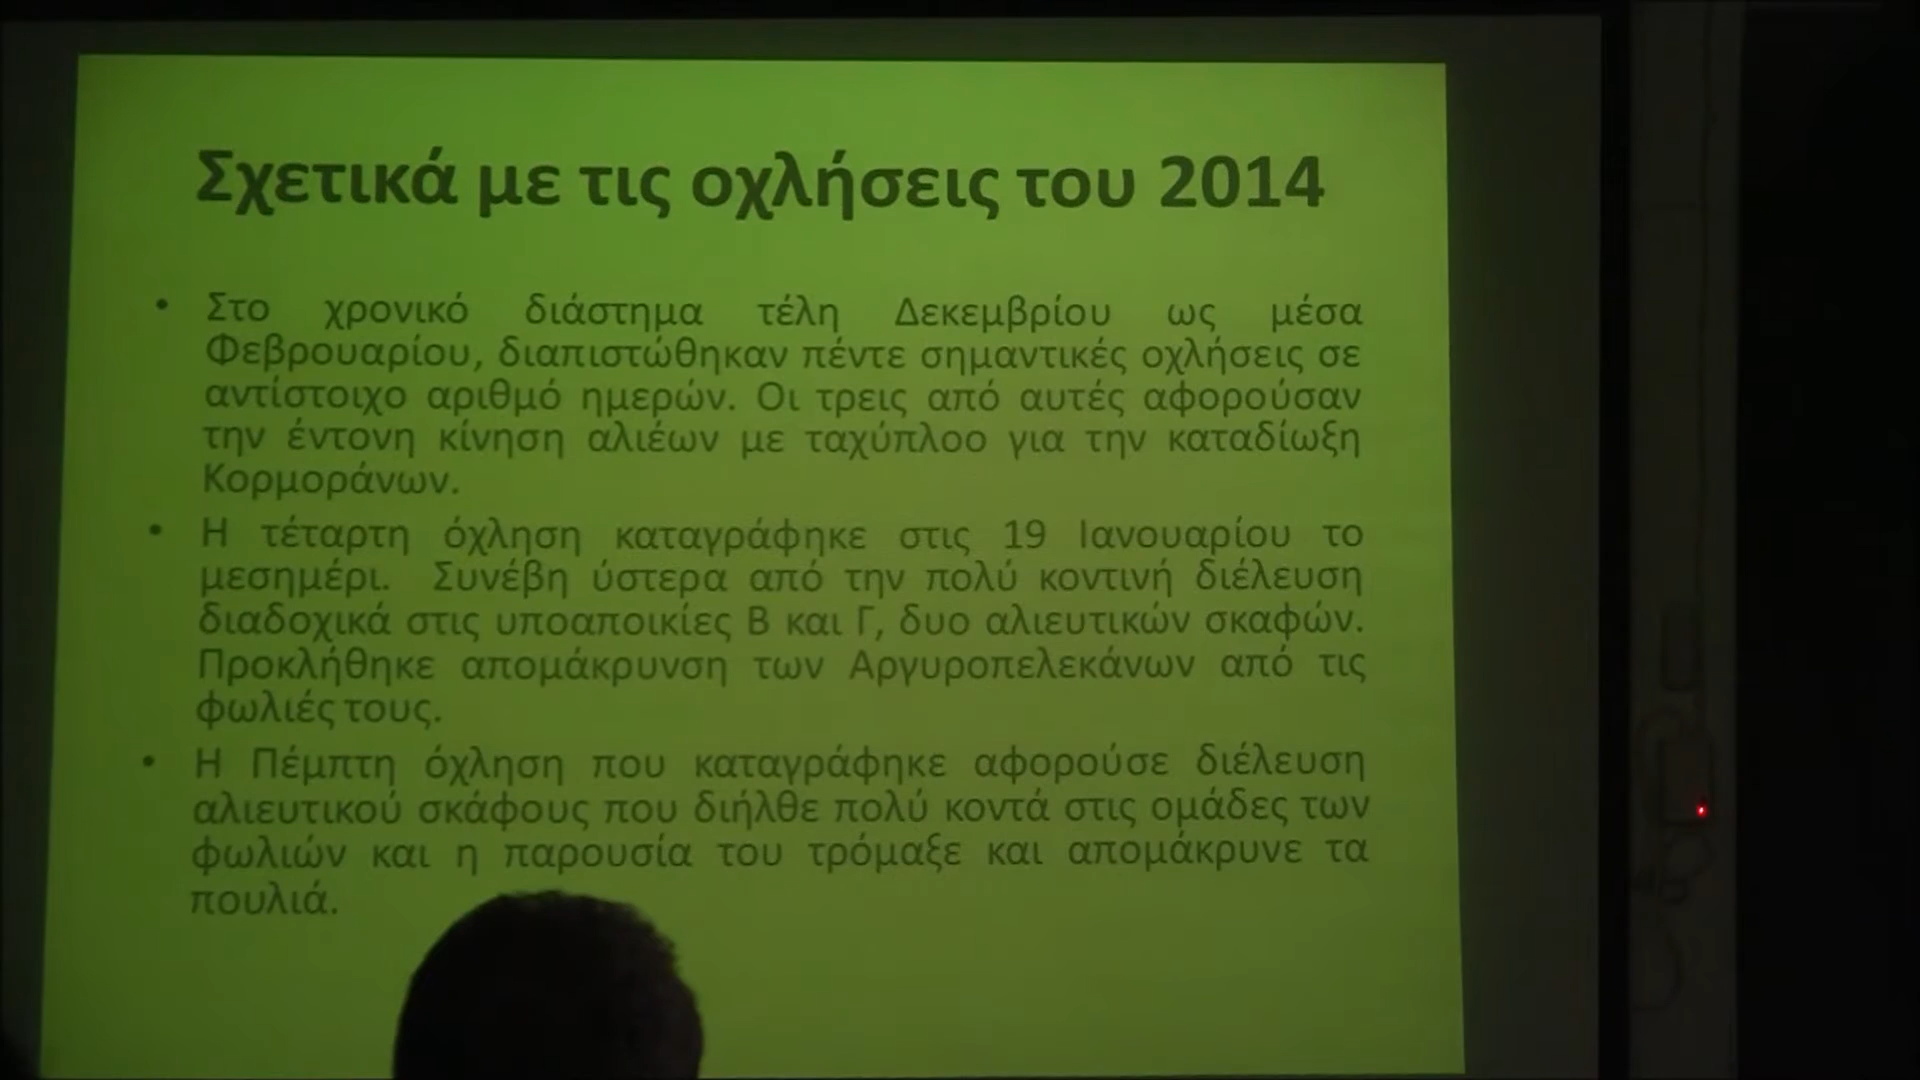 Σχετικά με τις οχλήσεις του 2014
• Στο χρονικό διάστημα τέλη Δεκεμβρίου ως μέσα
Φεβρουαρίου, διαπιστώθηκαν πέντε σημαντικές οχλήσεις σε
αντίστοιχο αριθμό ημερών. Οι τρεις από αυτές αφορούσαν
την έντονη κίνηση αλιέων με ταχύπλοο για την καταδίωξη
Κορμοράνων.
• Η τέταρτη όχληση καταγράφηκε στις 19 Ιανουαρίου το
μεσημέρι. Συνέβη ύστερα από την πολύ κοντινή διέλευση
διαδοχικά στις υποαποικίες Β και Γ, δυο αλιευτικών σκαφών.
Προκλήθηκε απομάκρυνση των Αργυροπελεκάνων από τις
φωλιές τους.
• Η Πέμπτη όχληση που καταγράφηκε αφορούσε διέλευση
αλιευτικού σκάφους που διήλθε πολύ κοντά στις ομάδες των
φωλιών και η παρουσία του τρόμαξε και απομάκρυνε τα
πουλιά.